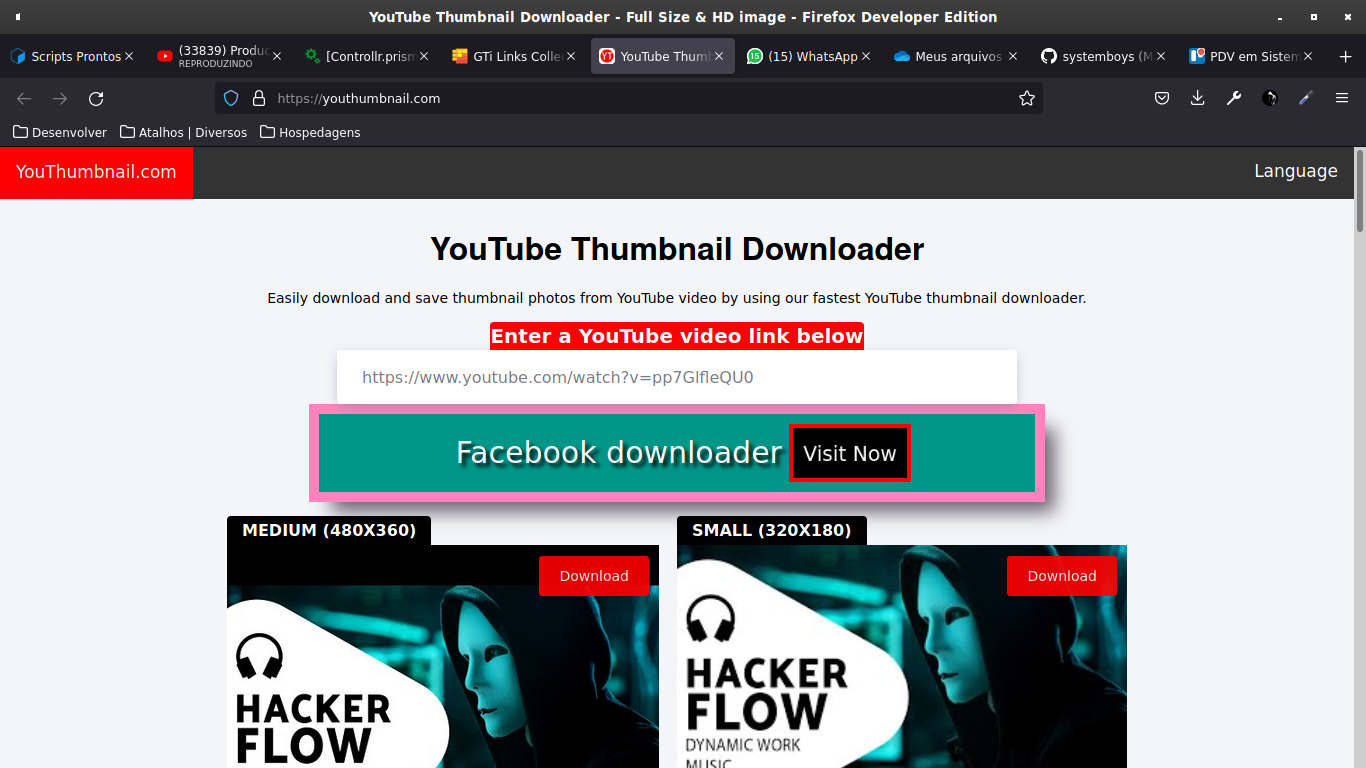 YouTube Thumbnail Downloader - Full Size & HD image - Firefox Developer Edition
Scripts Prontos
(33839) Produc
REPRODUZINDO
[Controllr.prism
GTi Links Collec
YouTube Thumb
(15) WhatsApp
Meus arquivos
systemboys (M
PDV em Sistem
https://youthumbnail.com
Desenvolver
Atalhos | Diversos
Hospedagens
YouThumbnail.com
Language
YouTube Thumbnail Downloader
Easily download and save thumbnail photos from YouTube video by using our fastest YouTube thumbnail downloader.
Enter a YouTube video link below
https://www.youtube.com/watch?v=pp7GlfleQU0
Facebook downloader
Visit Now
MEDIUM (480X360)
Download
HACKER
FLOW
SMALL (320X180)
Download
HACKER
FLOW
DYNAMIC WORK
MUSIC